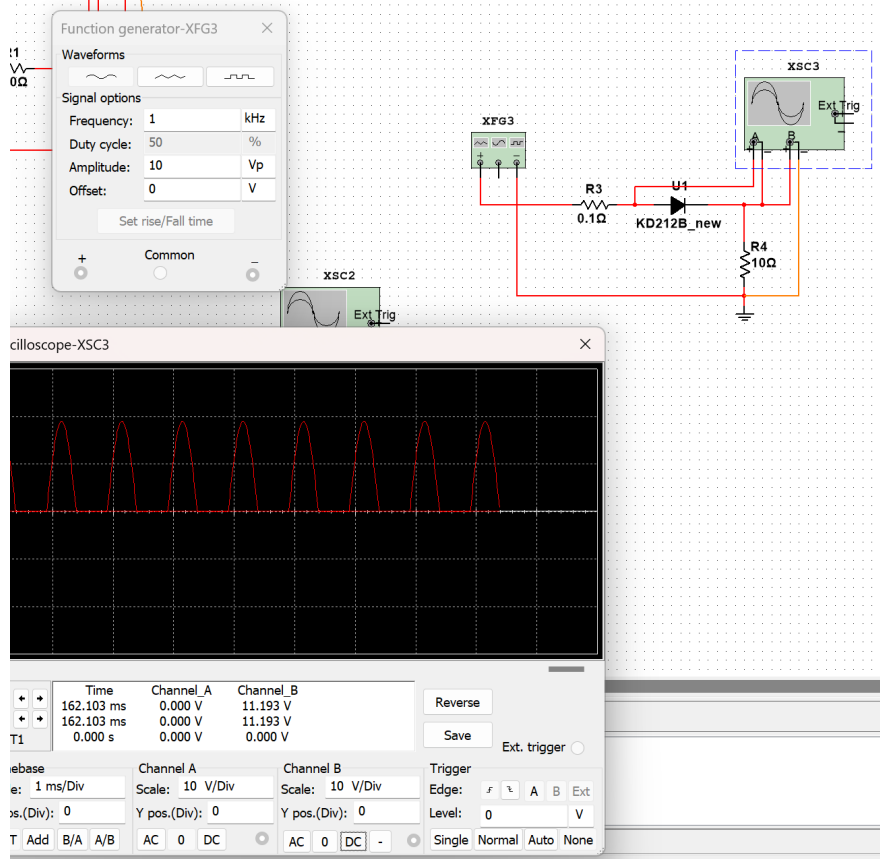 Function generator-XFG3
Waveforms
Signal options
Frequency: 1 kHz
Duty cycle: 50 %
Amplitude: 10 Vp
Offset: 0 V
Set rise/Fall time
+ Common −
XSC3
Ext Trig
A B
+ − + −
XFG3
+ −
R3
0.1Ω
U1
KD212B_new
R4
10Ω
XSC2
Ext Trig
cilloscope-XSC3
Time Channel_A Channel_B
162.103 ms 0.000 V 11.193 V
162.103 ms 0.000 V 11.193 V
T1 0.000 s 0.000 V 0.000 V
Reverse
Save
Ext. trigger
ebase
e: 1 ms/Div
os.(Div): 0
T Add B/A A/B
Channel A
Scale: 10 V/Div
Y pos.(Div): 0
AC 0 DC
Channel B
Scale: 10 V/Div
Y pos.(Div): 0
AC 0 DC -
Trigger
Edge: A B Ext
Level: 0 V
Single Normal Auto None